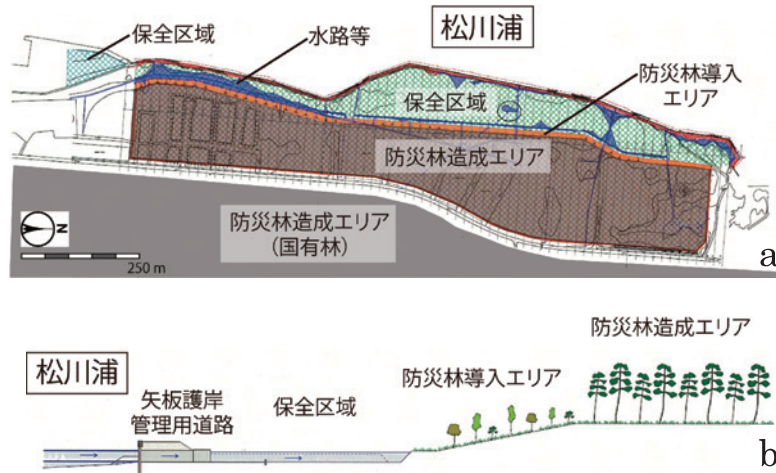 保全区域
水路等
松川浦
防災林導入
エリア
保全区域
防災林造成エリア
防災林造成エリア
(国有林)
N
250 m
a
松川浦
矢板護岸
管理用道路
保全区域
防災林導入エリア
防災林造成エリア
b